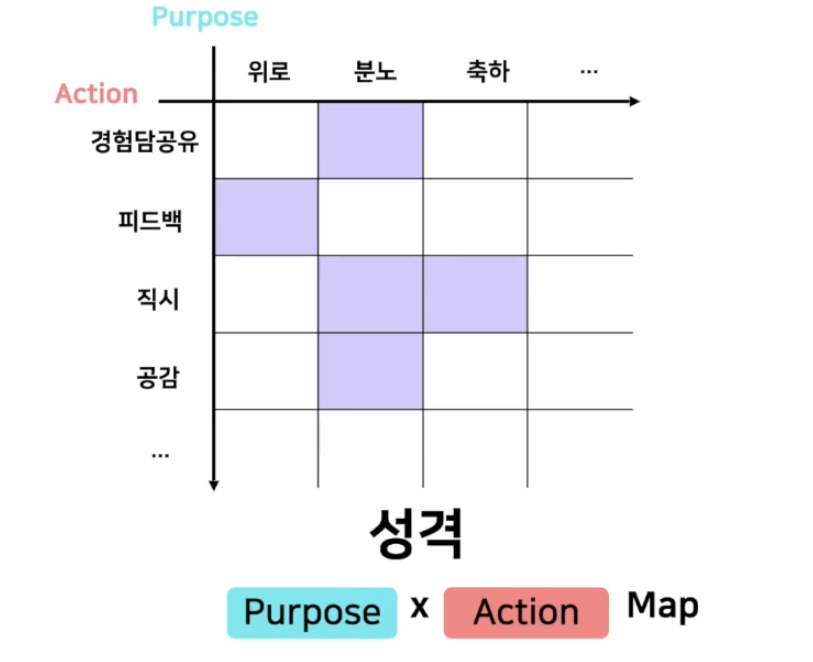 Purpose
위로 분노 축하 ...
Action
경험담공유
피드백
직시
공감
...
성격
Purpose x Action Map